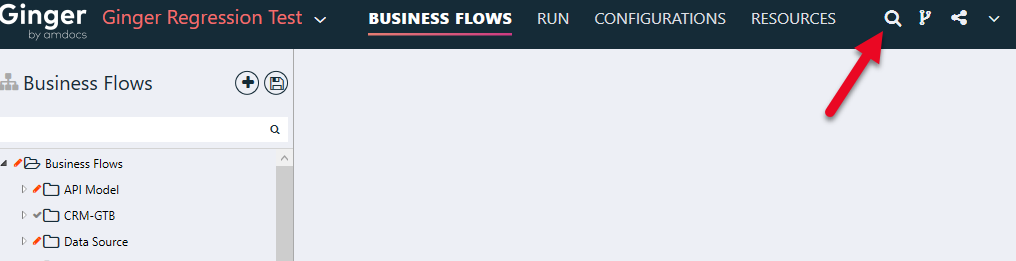 Ginger
by amdocs
Ginger Regression Test
BUSINESS FLOWS
RUN
CONFIGURATIONS
RESOURCES
Business Flows
Business Flows
API Model
CRM-GTB
Data Source